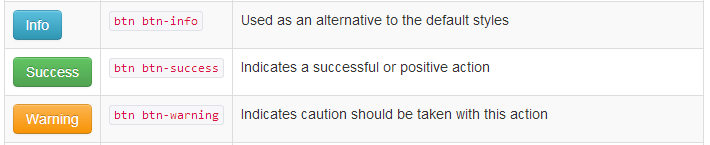 Info btn btn-info Used as an alternative to the default styles
Success btn btn-success Indicates a successful or positive action
Warning btn btn-warning Indicates caution should be taken with this action